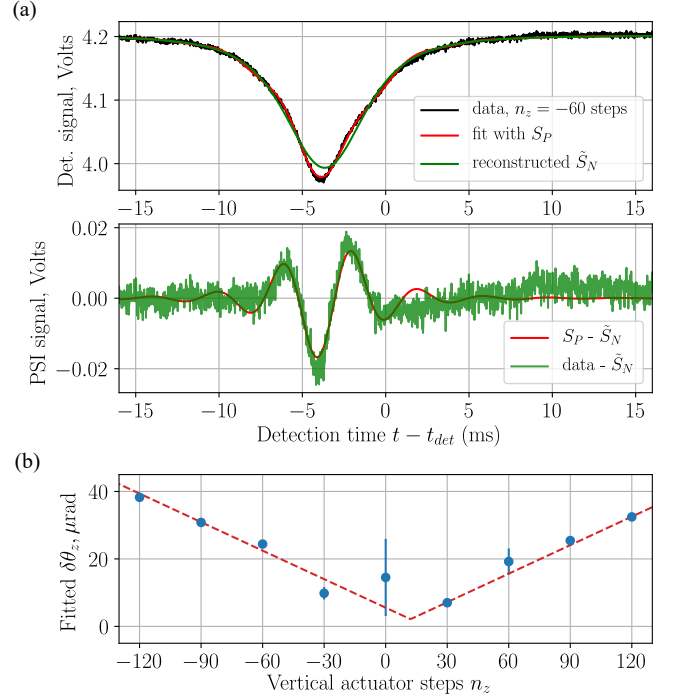 (a)
Det. signal, Volts
4.2
4.1
4.0
data, n_z = −60 steps
fit with S_P
reconstructed S̃_N
−15 −10 −5 0 5 10 15
PSI signal, Volts
0.02
0.00
−0.02
S_P - S̃_N
data - S̃_N
−15 −10 −5 0 5 10 15
Detection time t − t_det (ms)
(b)
Fitted δθ_z, μrad
40
20
0
−120 −90 −60 −30 0 30 60 90 120
Vertical actuator steps n_z